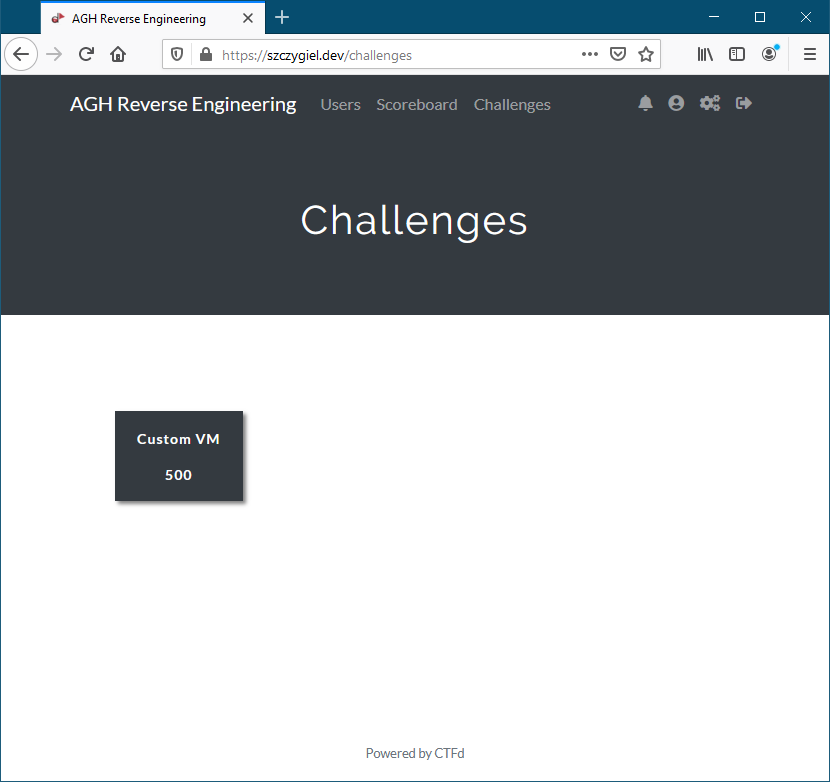 AGH Reverse Engineering
https://szczygiel.dev/challenges
AGH Reverse Engineering Users Scoreboard Challenges
Challenges
Custom VM
500
Powered by CTFd